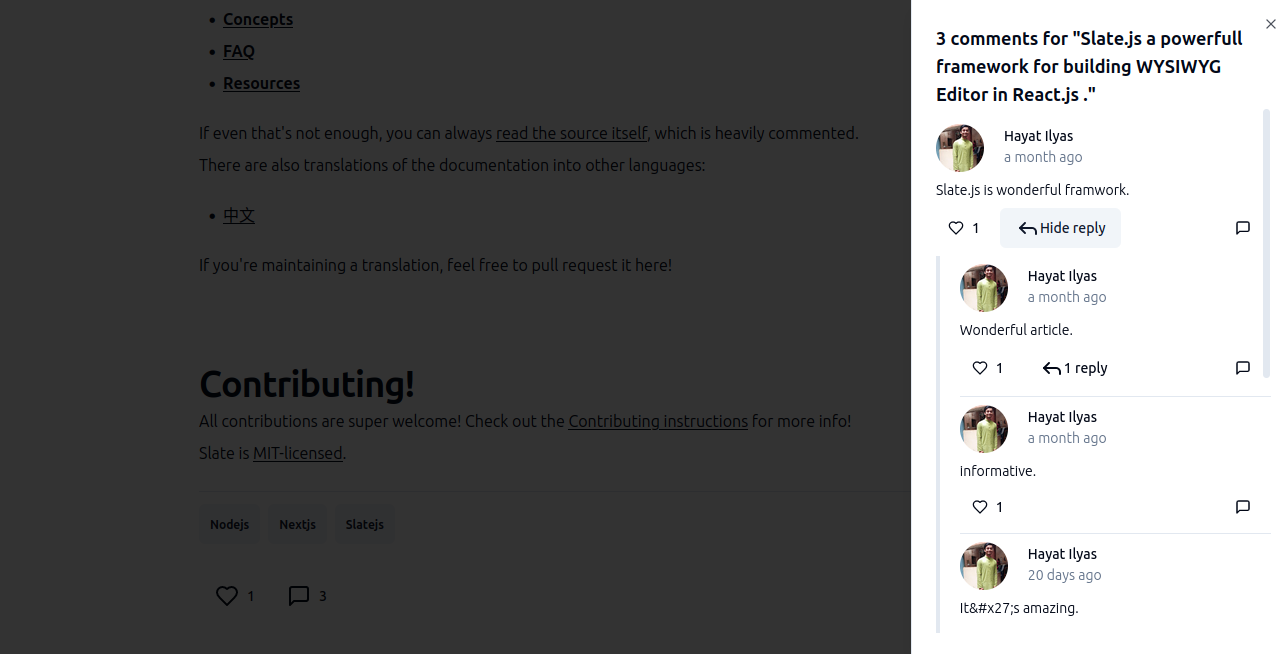 Concepts
FAQ
Resources
If even that's not enough, you can always read the source itself, which is heavily commented.
There are also translations of the documentation into other languages:
中文
If you're maintaining a translation, feel free to pull request it here!
Contributing!
All contributions are super welcome! Check out the Contributing instructions for more info!
Slate is MIT-licensed.
Nodejs Nextjs Slatejs
1 3
3 comments for "Slate.js a powerfull
framework for building WYSIWYG
Editor in React.js ."
Hayat Ilyas
a month ago
Slate.js is wonderful framwork.
1 Hide reply
Hayat Ilyas
a month ago
Wonderful article.
1 1 reply
Hayat Ilyas
a month ago
informative.
1
Hayat Ilyas
20 days ago
It&#x27;s amazing.